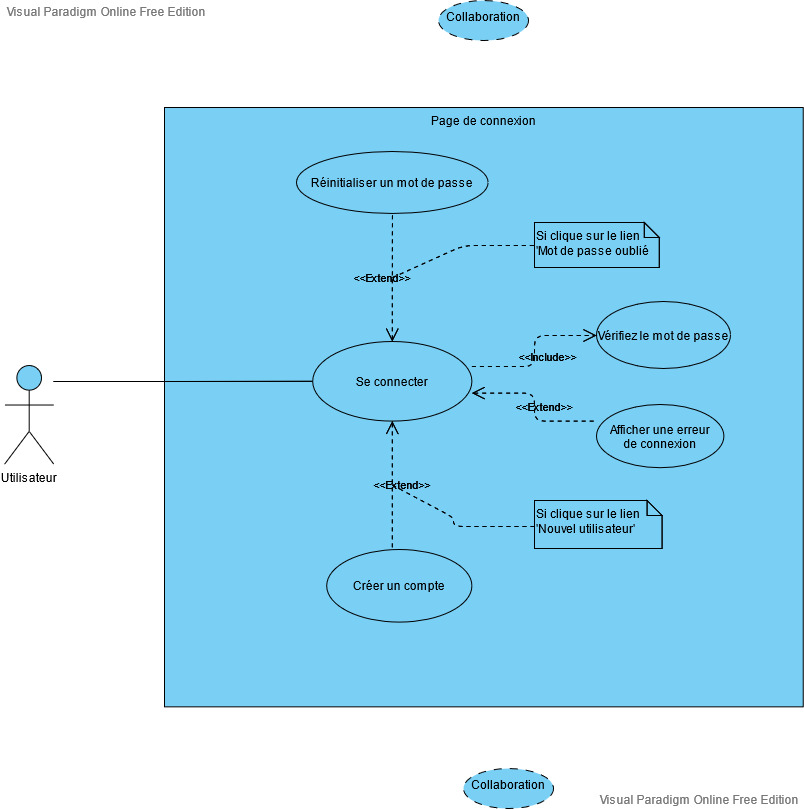 Visual Paradigm Online Free Edition
Collaboration
Page de connexion
Réinitialiser un mot de passe
Si clique sur le lien
'Mot de passe oublié
<<Extend>>
Vérifiez le mot de passe
<<Include>>
Se connecter
<<Extend>>
Afficher une erreur
de connexion
Utilisateur
<<Extend>>
Si clique sur le lien
'Nouvel utilisateur'
Créer un compte
Collaboration
Visual Paradigm Online Free Edition